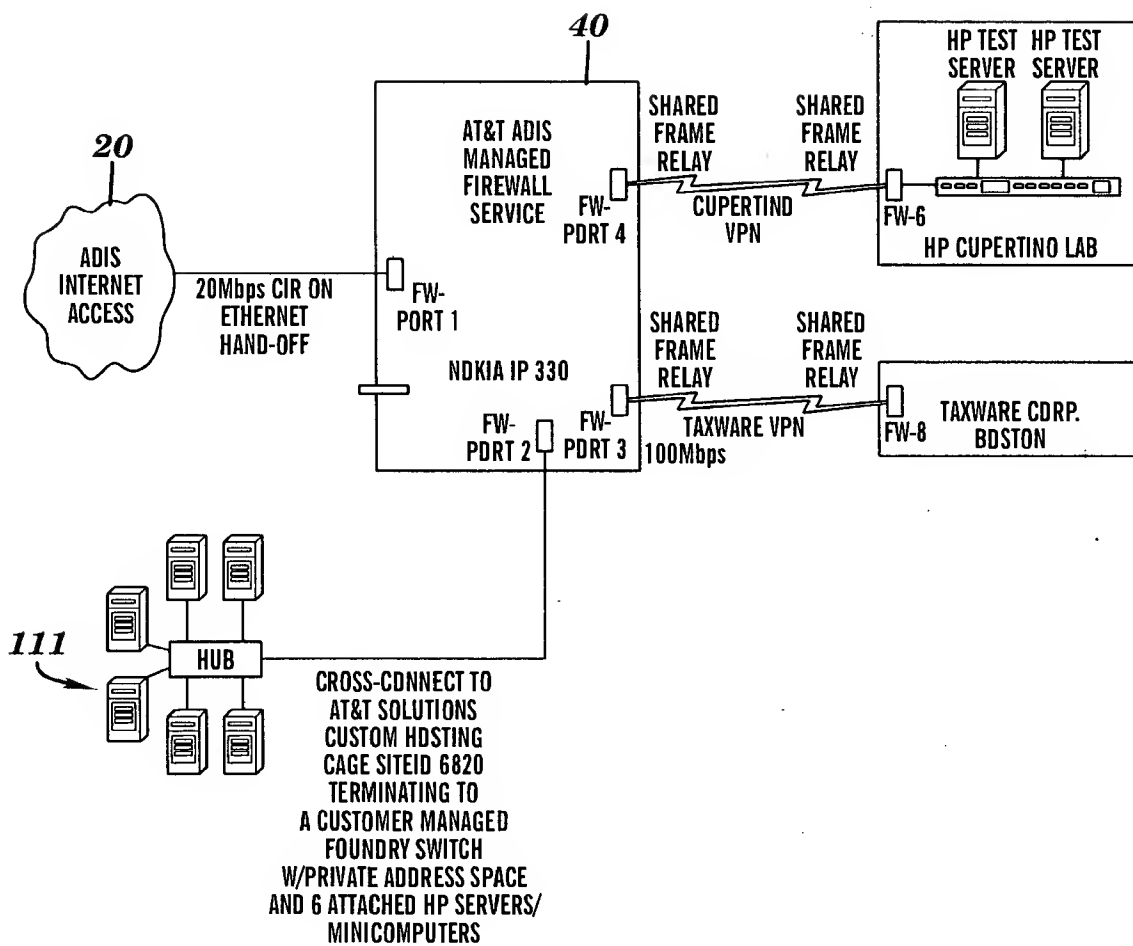 20
ADIS
INTERNET
ACCESS
20Mbps CIR ON
ETHERNET
HAND-OFF
40
AT&T ADIS
MANAGED
FIREWALL
SERVICE
FW-
PORT 1
FW-
PDRT 4
NDKIA IP 330
FW-
PDRT 2
FW-
PDRT 3
SHARED
FRAME
RELAY
SHARED
FRAME
RELAY
CUPERTIND
VPN
FW-6
HP TEST
SERVER
HP TEST
SERVER
HP CUPERTINO LAB
SHARED
FRAME
RELAY
SHARED
FRAME
RELAY
TAXWARE VPN
100Mbps
FW-8
TAXWARE CDRP.
BDSTON
111
HUB
CROSS-CDNNECT TO
AT&T SOLUTIONS
CUSTOM HDSTING
CAGE SITEID 6820
TERMINATING TO
A CUSTOMER MANAGED
FOUNDRY SWITCH
W/PRIVATE ADDRESS SPACE
AND 6 ATTACHED HP SERVERS/
MINICOMPUTERS